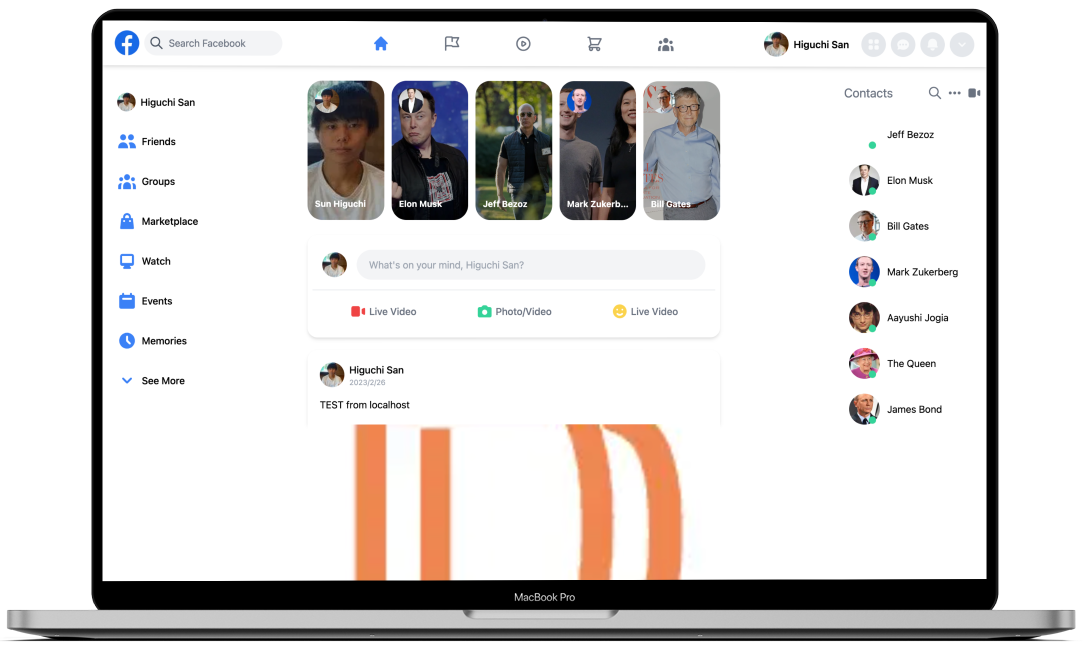 Search Facebook
Higuchi San
Higuchi San
Friends
Groups
Marketplace
Watch
Events
Memories
See More
Sun Higuchi
Elon Musk
Jeff Bezoz
Mark Zukerb...
Bill Gates
What's on your mind, Higuchi San?
Live Video
Photo/Video
Live Video
Higuchi San
2023/2/26
TEST from localhost
Contacts
Jeff Bezoz
Elon Musk
Bill Gates
Mark Zukerberg
Aayushi Jogia
The Queen
James Bond
MacBook Pro